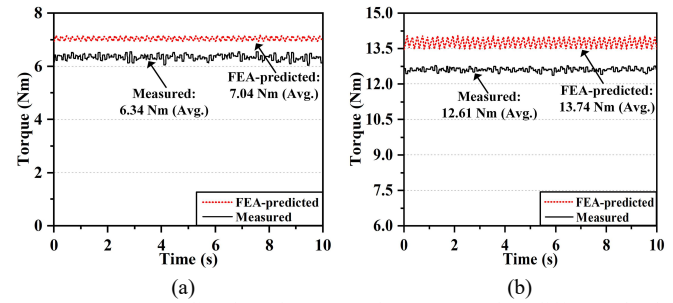 8
6
4
2
0
Torque (Nm)
Measured:
6.34 Nm (Avg.)
FEA-predicted:
7.04 Nm (Avg.)
FEA-predicted
Measured
0 2 4 6 8 10
Time (s)
(a)
15.0
13.5
12.0
10.5
9.0
7.5
6.0
Torque (Nm)
Measured:
12.61 Nm (Avg.)
FEA-predicted:
13.74 Nm (Avg.)
FEA-predicted
Measured
0 2 4 6 8 10
Time (s)
(b)